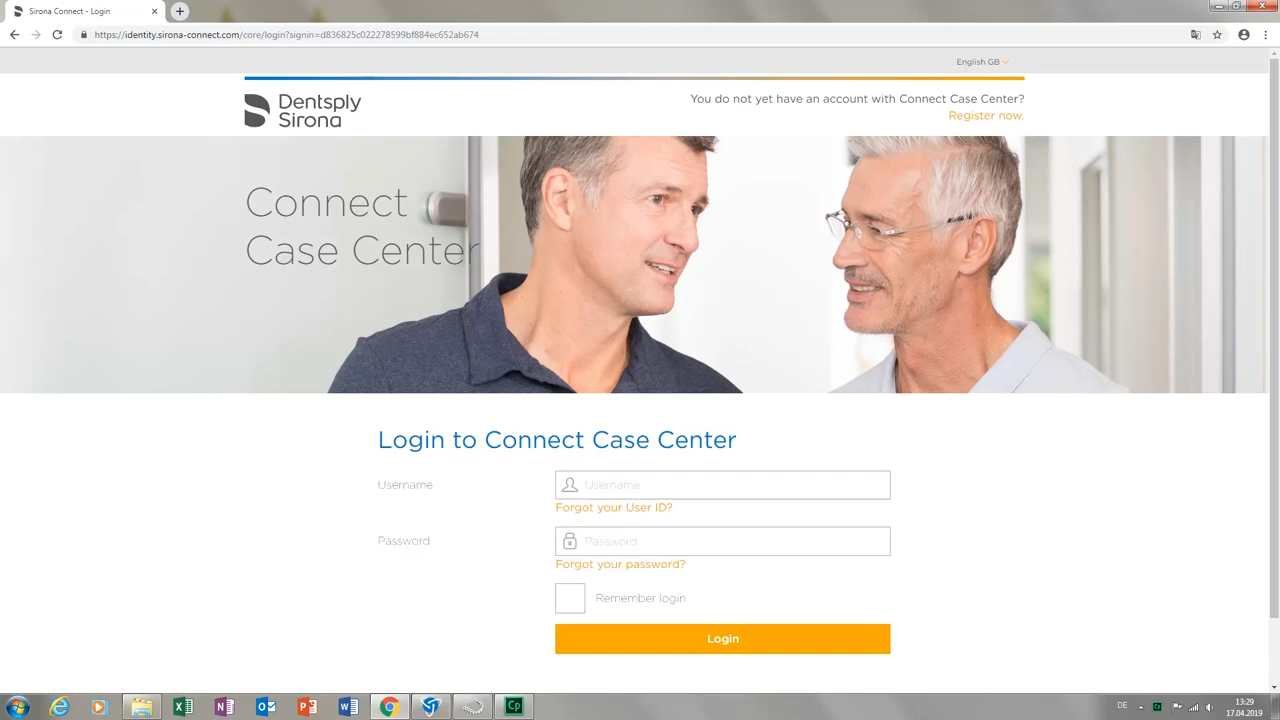 Sirona Connect - Login
https://identity.sirona-connect.com/core/login?signin=d836825c022278599bf884ec652ab674
English GB
Dentsply
Sirona
You do not yet have an account with Connect Case Center?
Register now.
Connect
Case Center
Login to Connect Case Center
Username
Username
Forgot your User ID?
Password
Password
Forgot your password?
Remember login
Login
DE
13:29
17.04.2019